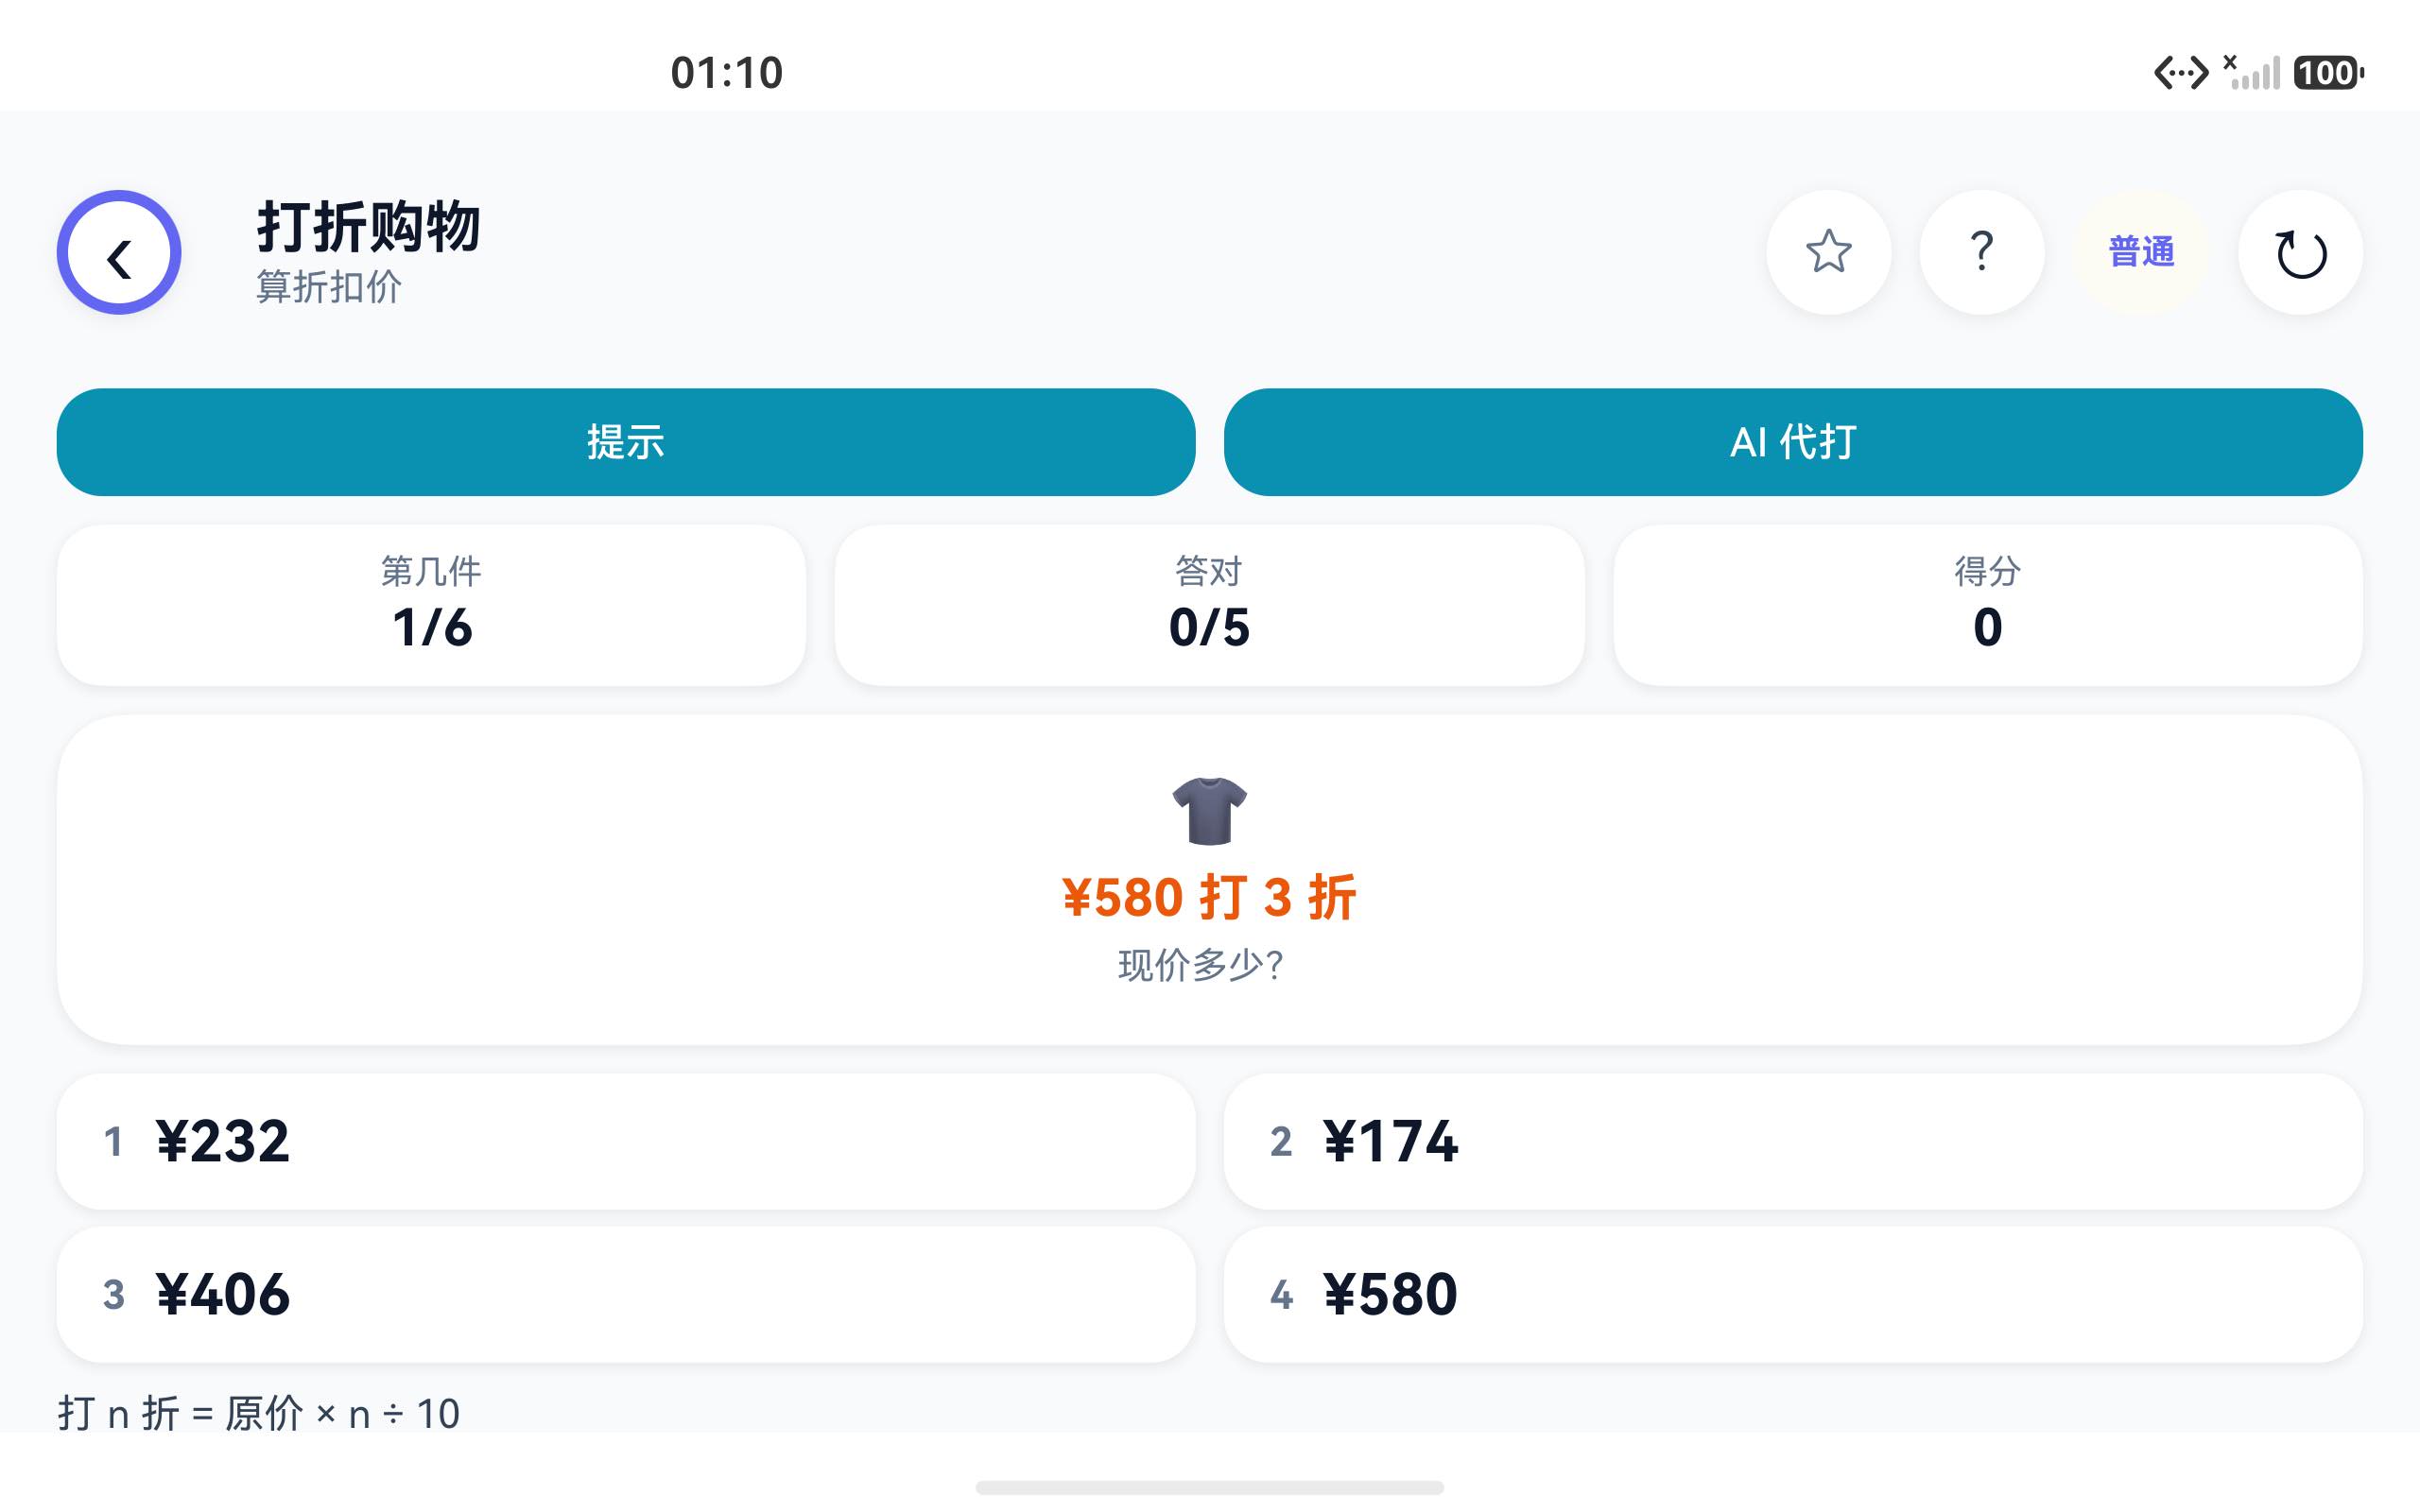 01:10
100
打折购物
算折扣价
?
普通
提示
AI 代打
第几件
1/6
答对
0/5
得分
0
¥580 打 3 折
现价多少?
1 ¥232
2 ¥174
3 ¥406
4 ¥580
打 n 折 = 原价 × n ÷ 10